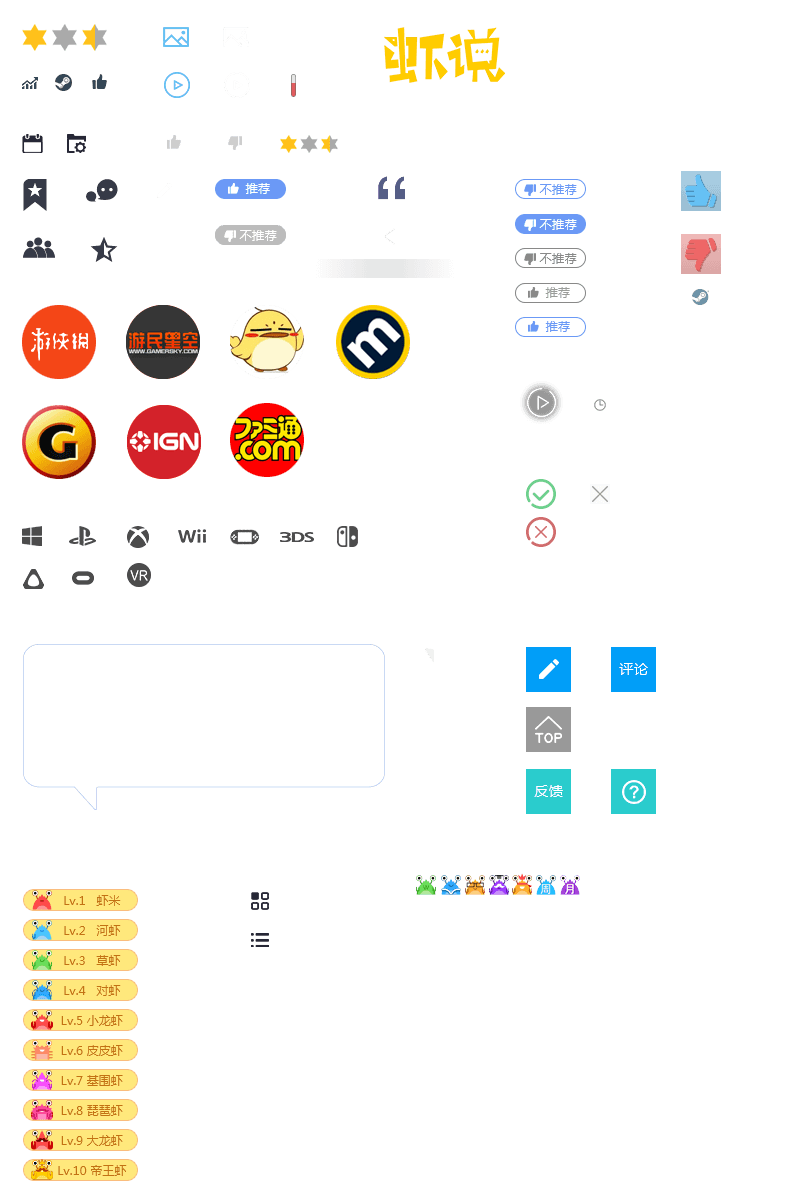 虾说
推荐
不推荐
不推荐
不推荐
不推荐
推荐
推荐
游侠网
游民星空
WWW.GAMERSKY.COM
m
G
IGN
ファミ通
.com
Wii
3DS
VR
评论
TOP
反馈
?
周
月
Lv.1 虾米
Lv.2 河虾
Lv.3 草虾
Lv.4 对虾
Lv.5 小龙虾
Lv.6 皮皮虾
Lv.7 基围虾
Lv.8 琵琶虾
Lv.9 大龙虾
Lv.10 帝王虾